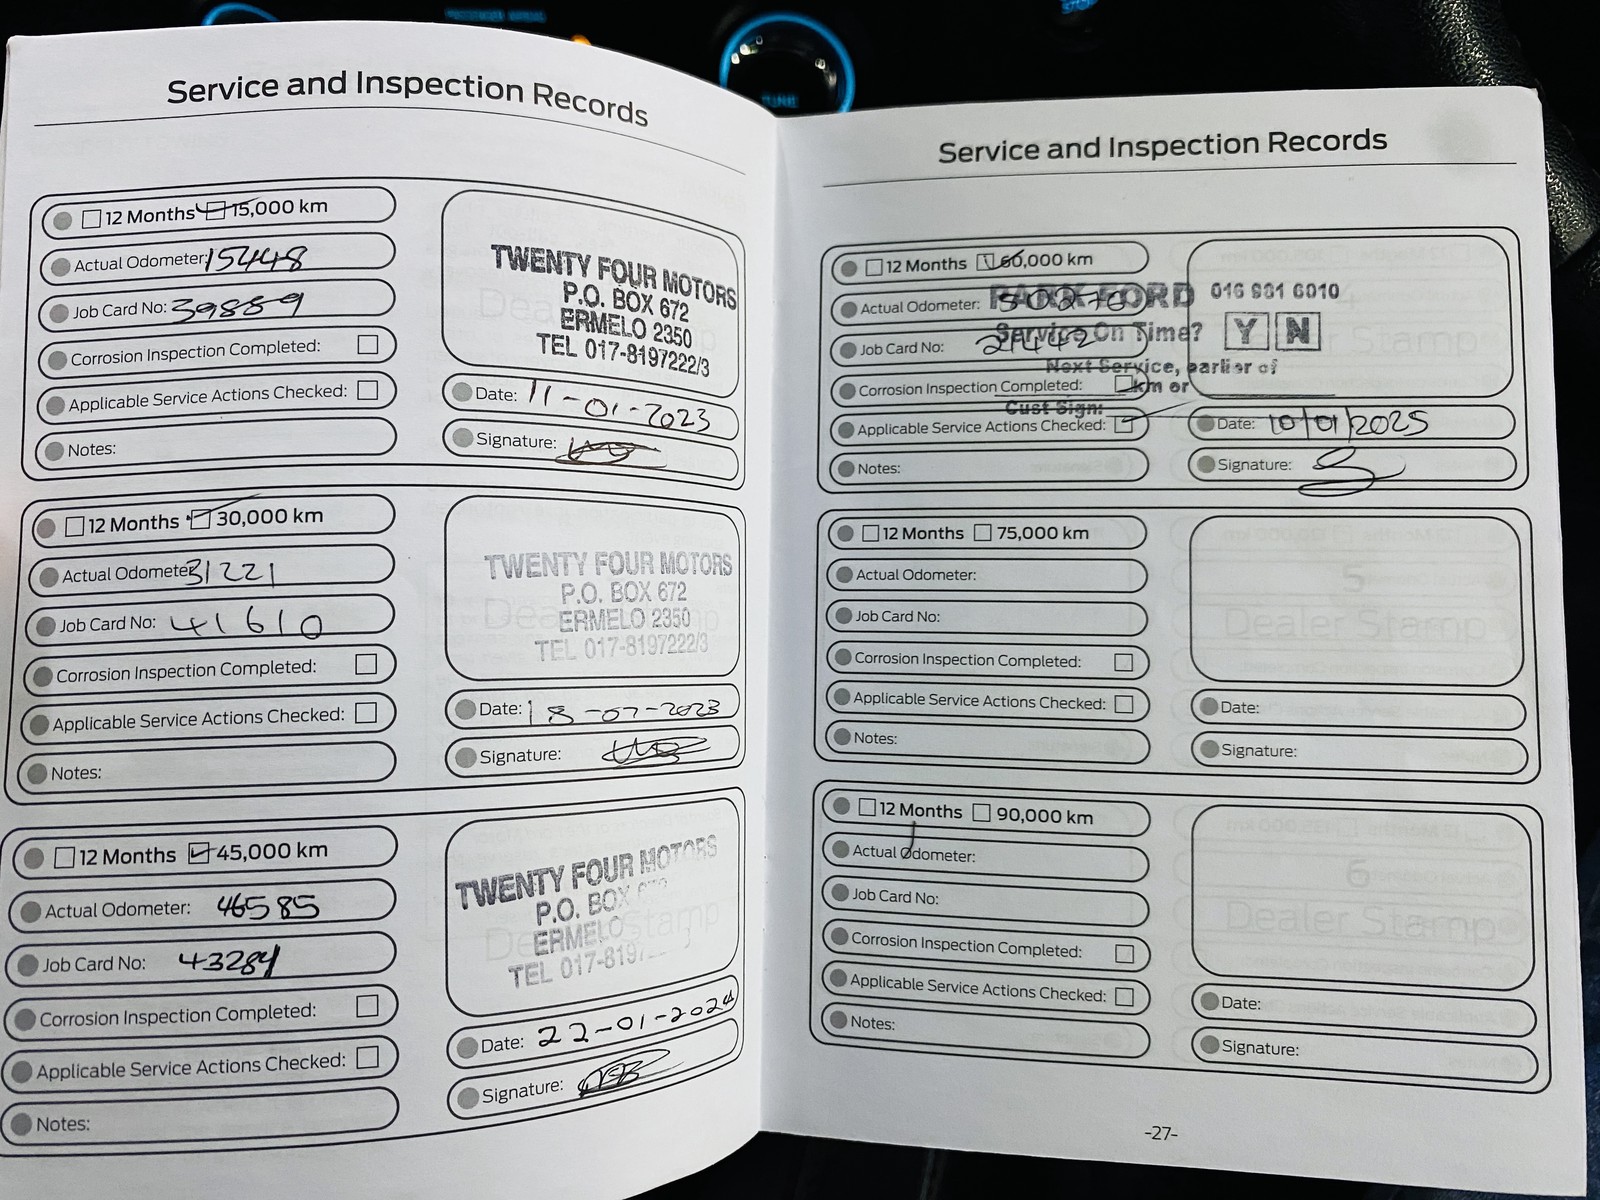 PASSENGER AIRBAG
TUNE
Service and Inspection Records
12 Months 15,000 km
Actual Odometer: 15448
Job Card No: 39889
Corrosion Inspection Completed:
Applicable Service Actions Checked:
Notes:
TWENTY FOUR MOTORS
P.O. BOX 672
ERMELO 2350
TEL 017-8197222/3
Date: 11-01-2023
Signature:
12 Months 30,000 km
Actual Odometer: 31221
Job Card No: 41610
Corrosion Inspection Completed:
Applicable Service Actions Checked:
Notes:
TWENTY FOUR MOTORS
P.O. BOX 672
ERMELO 2350
TEL 017-8197222/3
Date: 18-07-2023
Signature:
12 Months 45,000 km
Actual Odometer: 46585
Job Card No: 43284
Corrosion Inspection Completed:
Applicable Service Actions Checked:
Notes:
TWENTY FOUR MOTORS
P.O. BOX
ERMELO
TEL 017-819
Date: 22-01-2024
Signature:
Service and Inspection Records
12 Months 60,000 km
Actual Odometer:
Job Card No:
Corrosion Inspection Completed:
Applicable Service Actions Checked:
Notes:
PARK FORD 016 981 6010
Service On Time? Y N
Next Service, earlier of
km or
Cust Sign:
Date: 10/01/2025
Signature:
12 Months 75,000 km
Actual Odometer:
Job Card No:
Corrosion Inspection Completed:
Applicable Service Actions Checked:
Notes:
5
Dealer Stamp
Date:
Signature:
12 Months 90,000 km
Actual Odometer:
Job Card No:
Corrosion Inspection Completed:
Applicable Service Actions Checked:
Notes:
6
Dealer Stamp
Date:
Signature:
-27-